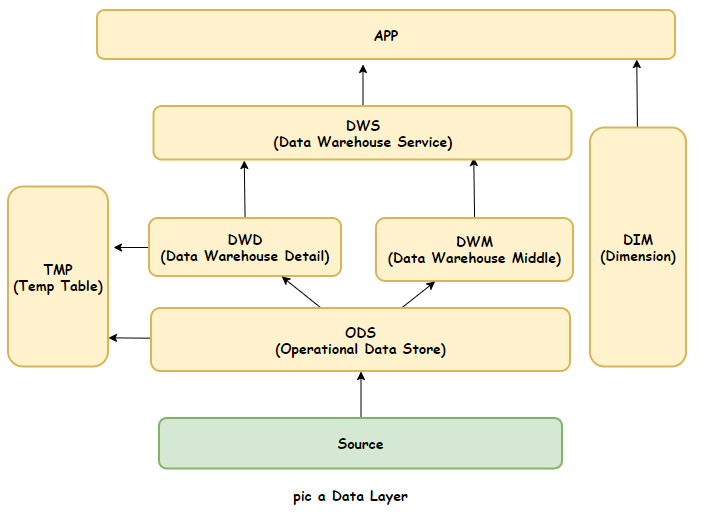 APP
DWS
(Data Warehouse Service)
DWD
(Data Warehouse Detail)
DWM
(Data Warehouse Middle)
DIM
(Dimension)
TMP
(Temp Table)
ODS
(Operational Data Store)
Source
pic a Data Layer